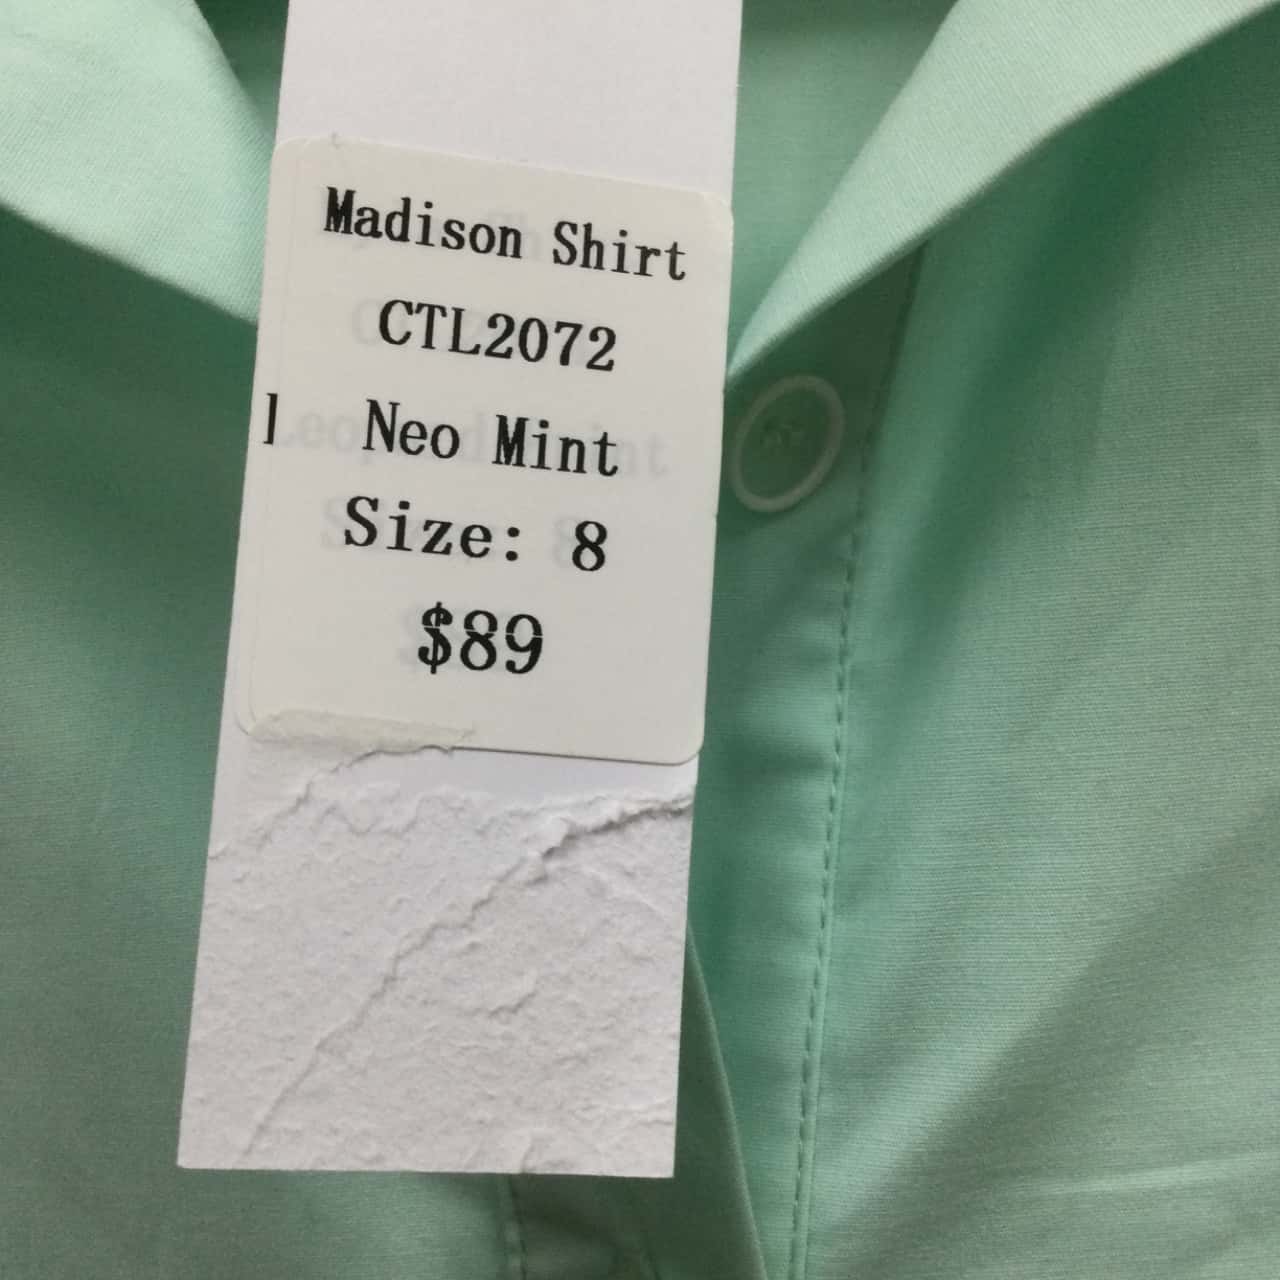 Madison Shirt
CTL2072
l Neo Mint
Size: 8
$89